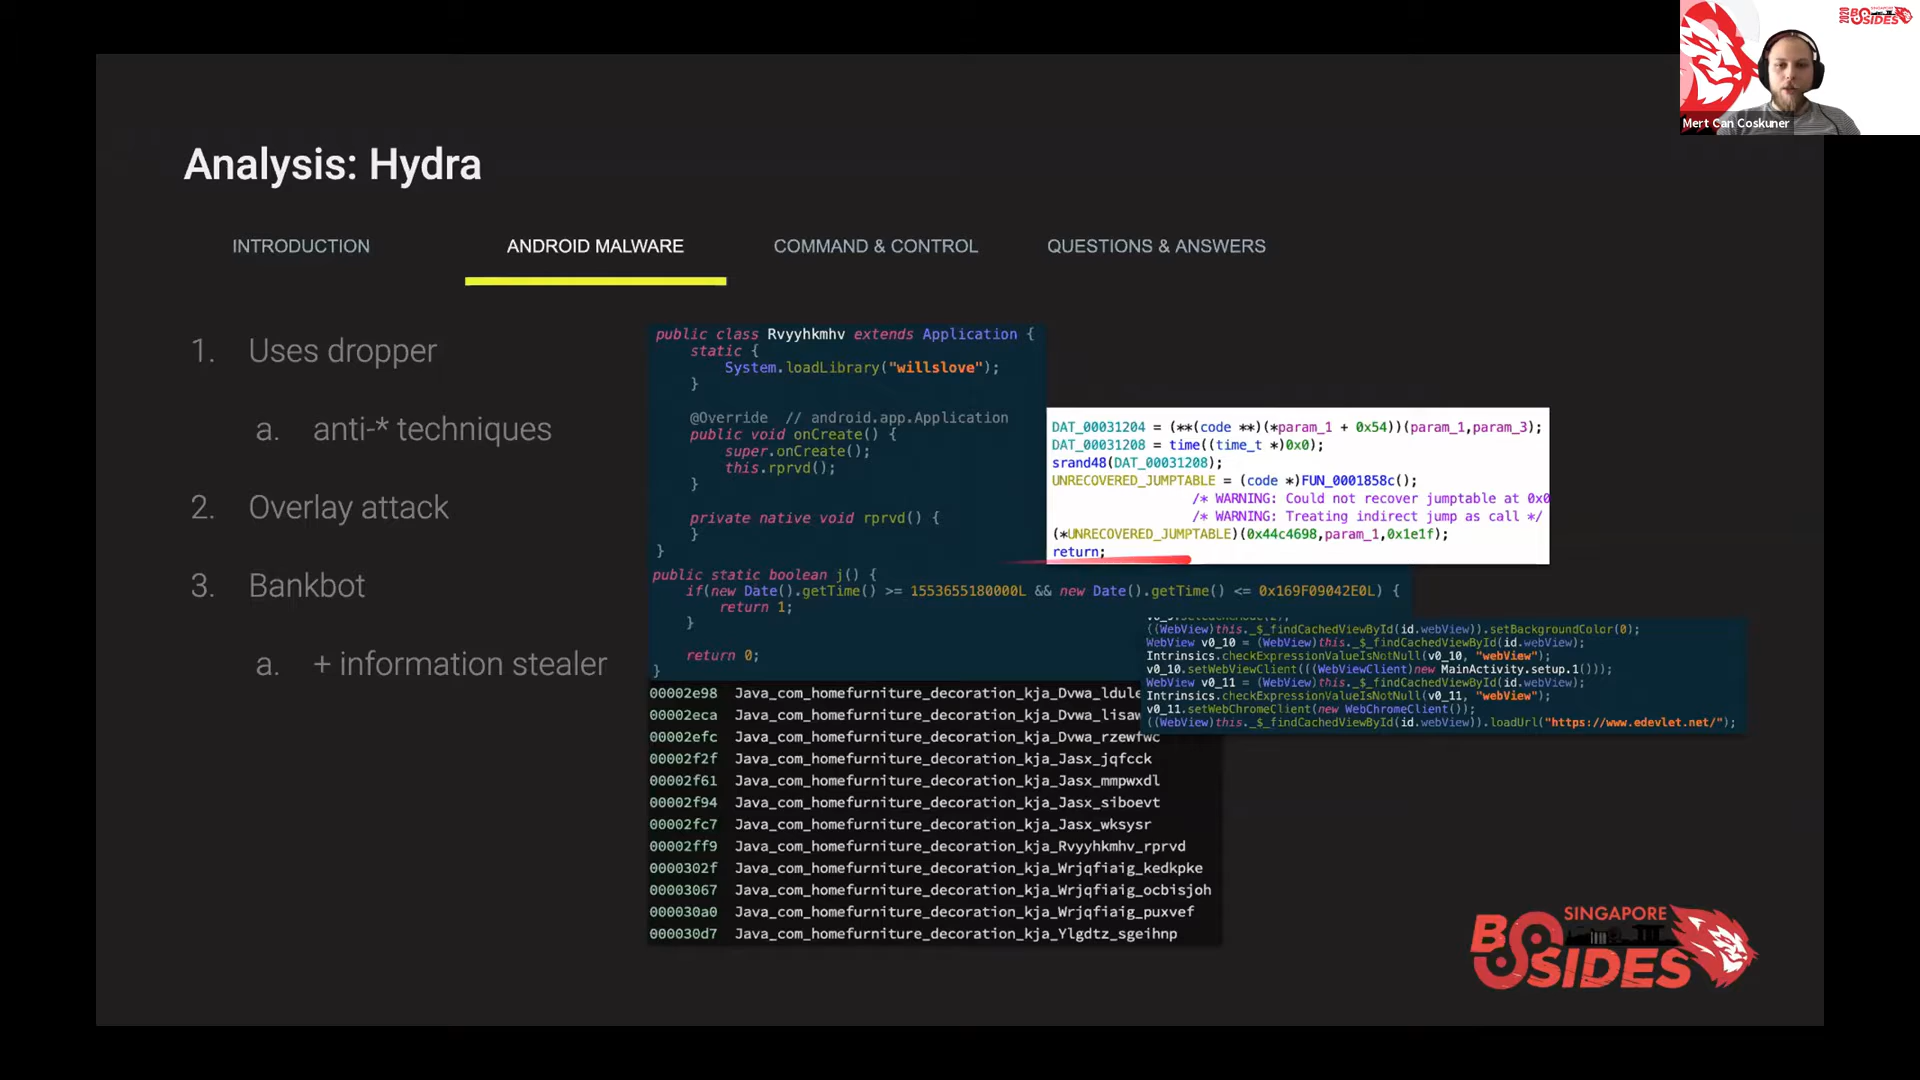 2020 SINGAPORE
BSIDES
Mert Can Coskuner
Analysis: Hydra
INTRODUCTION
ANDROID MALWARE
COMMAND & CONTROL
QUESTIONS & ANSWERS
1. Uses dropper
a. anti-* techniques
2. Overlay attack
3. Bankbot
a. + information stealer
public class Rvyyhkmhv extends Application {
static {
System.loadLibrary("willslove");
}
@Override // android.app.Application
public void onCreate() {
super.onCreate();
this.rprvd();
}
private native void rprvd() {
}
}
DAT_00031204 = (**(code **)(*param_1 + 0x54))(param_1,param_3);
DAT_00031208 = time((time_t *)0x0);
srand48(DAT_00031208);
UNRECOVERED_JUMPTABLE = (code *)FUN_0001858c();
/* WARNING: Could not recover jumptable at 0x0
/* WARNING: Treating indirect jump as call */
(*UNRECOVERED_JUMPTABLE)(0x44c4698,param_1,0x1e1f);
return;
public static boolean j() {
if(new Date().getTime() >= 1553655180000L && new Date().getTime() <= 0x169F09042E0L) {
return 1;
}
return 0;
}
((WebView)this._$_findCachedViewById(id.webView)).setBackgroundColor(0);
WebView v0_10 = (WebView)this._$_findCachedViewById(id.webView);
Intrinsics.checkExpressionValueIsNotNull(v0_10, "webView");
v0_10.setWebViewClient(((WebViewClient)new MainActivity.setup.1()));
WebView v0_11 = (WebView)this._$_findCachedViewById(id.webView);
Intrinsics.checkExpressionValueIsNotNull(v0_11, "webView");
v0_11.setWebChromeClient(new WebChromeClient());
((WebView)this._$_findCachedViewById(id.webView)).loadUrl("https://www.edevlet.net/");
00002e98 Java_com_homefurniture_decoration_kja_Dvwa_ldule
00002eca Java_com_homefurniture_decoration_kja_Dvwa_lisaw
00002efc Java_com_homefurniture_decoration_kja_Dvwa_rzewfwc
00002f2f Java_com_homefurniture_decoration_kja_Jasx_jqfcck
00002f61 Java_com_homefurniture_decoration_kja_Jasx_mmpwxdl
00002f94 Java_com_homefurniture_decoration_kja_Jasx_siboevt
00002fc7 Java_com_homefurniture_decoration_kja_Jasx_wksysr
00002ff9 Java_com_homefurniture_decoration_kja_Rvyyhkmhv_rprvd
0000302f Java_com_homefurniture_decoration_kja_Wrjqfiaig_kedkpke
00003067 Java_com_homefurniture_decoration_kja_Wrjqfiaig_ocbisjoh
000030a0 Java_com_homefurniture_decoration_kja_Wrjqfiaig_puxvef
000030d7 Java_com_homefurniture_decoration_kja_Ylgdtz_sgeihnp
SINGAPORE
BSIDES